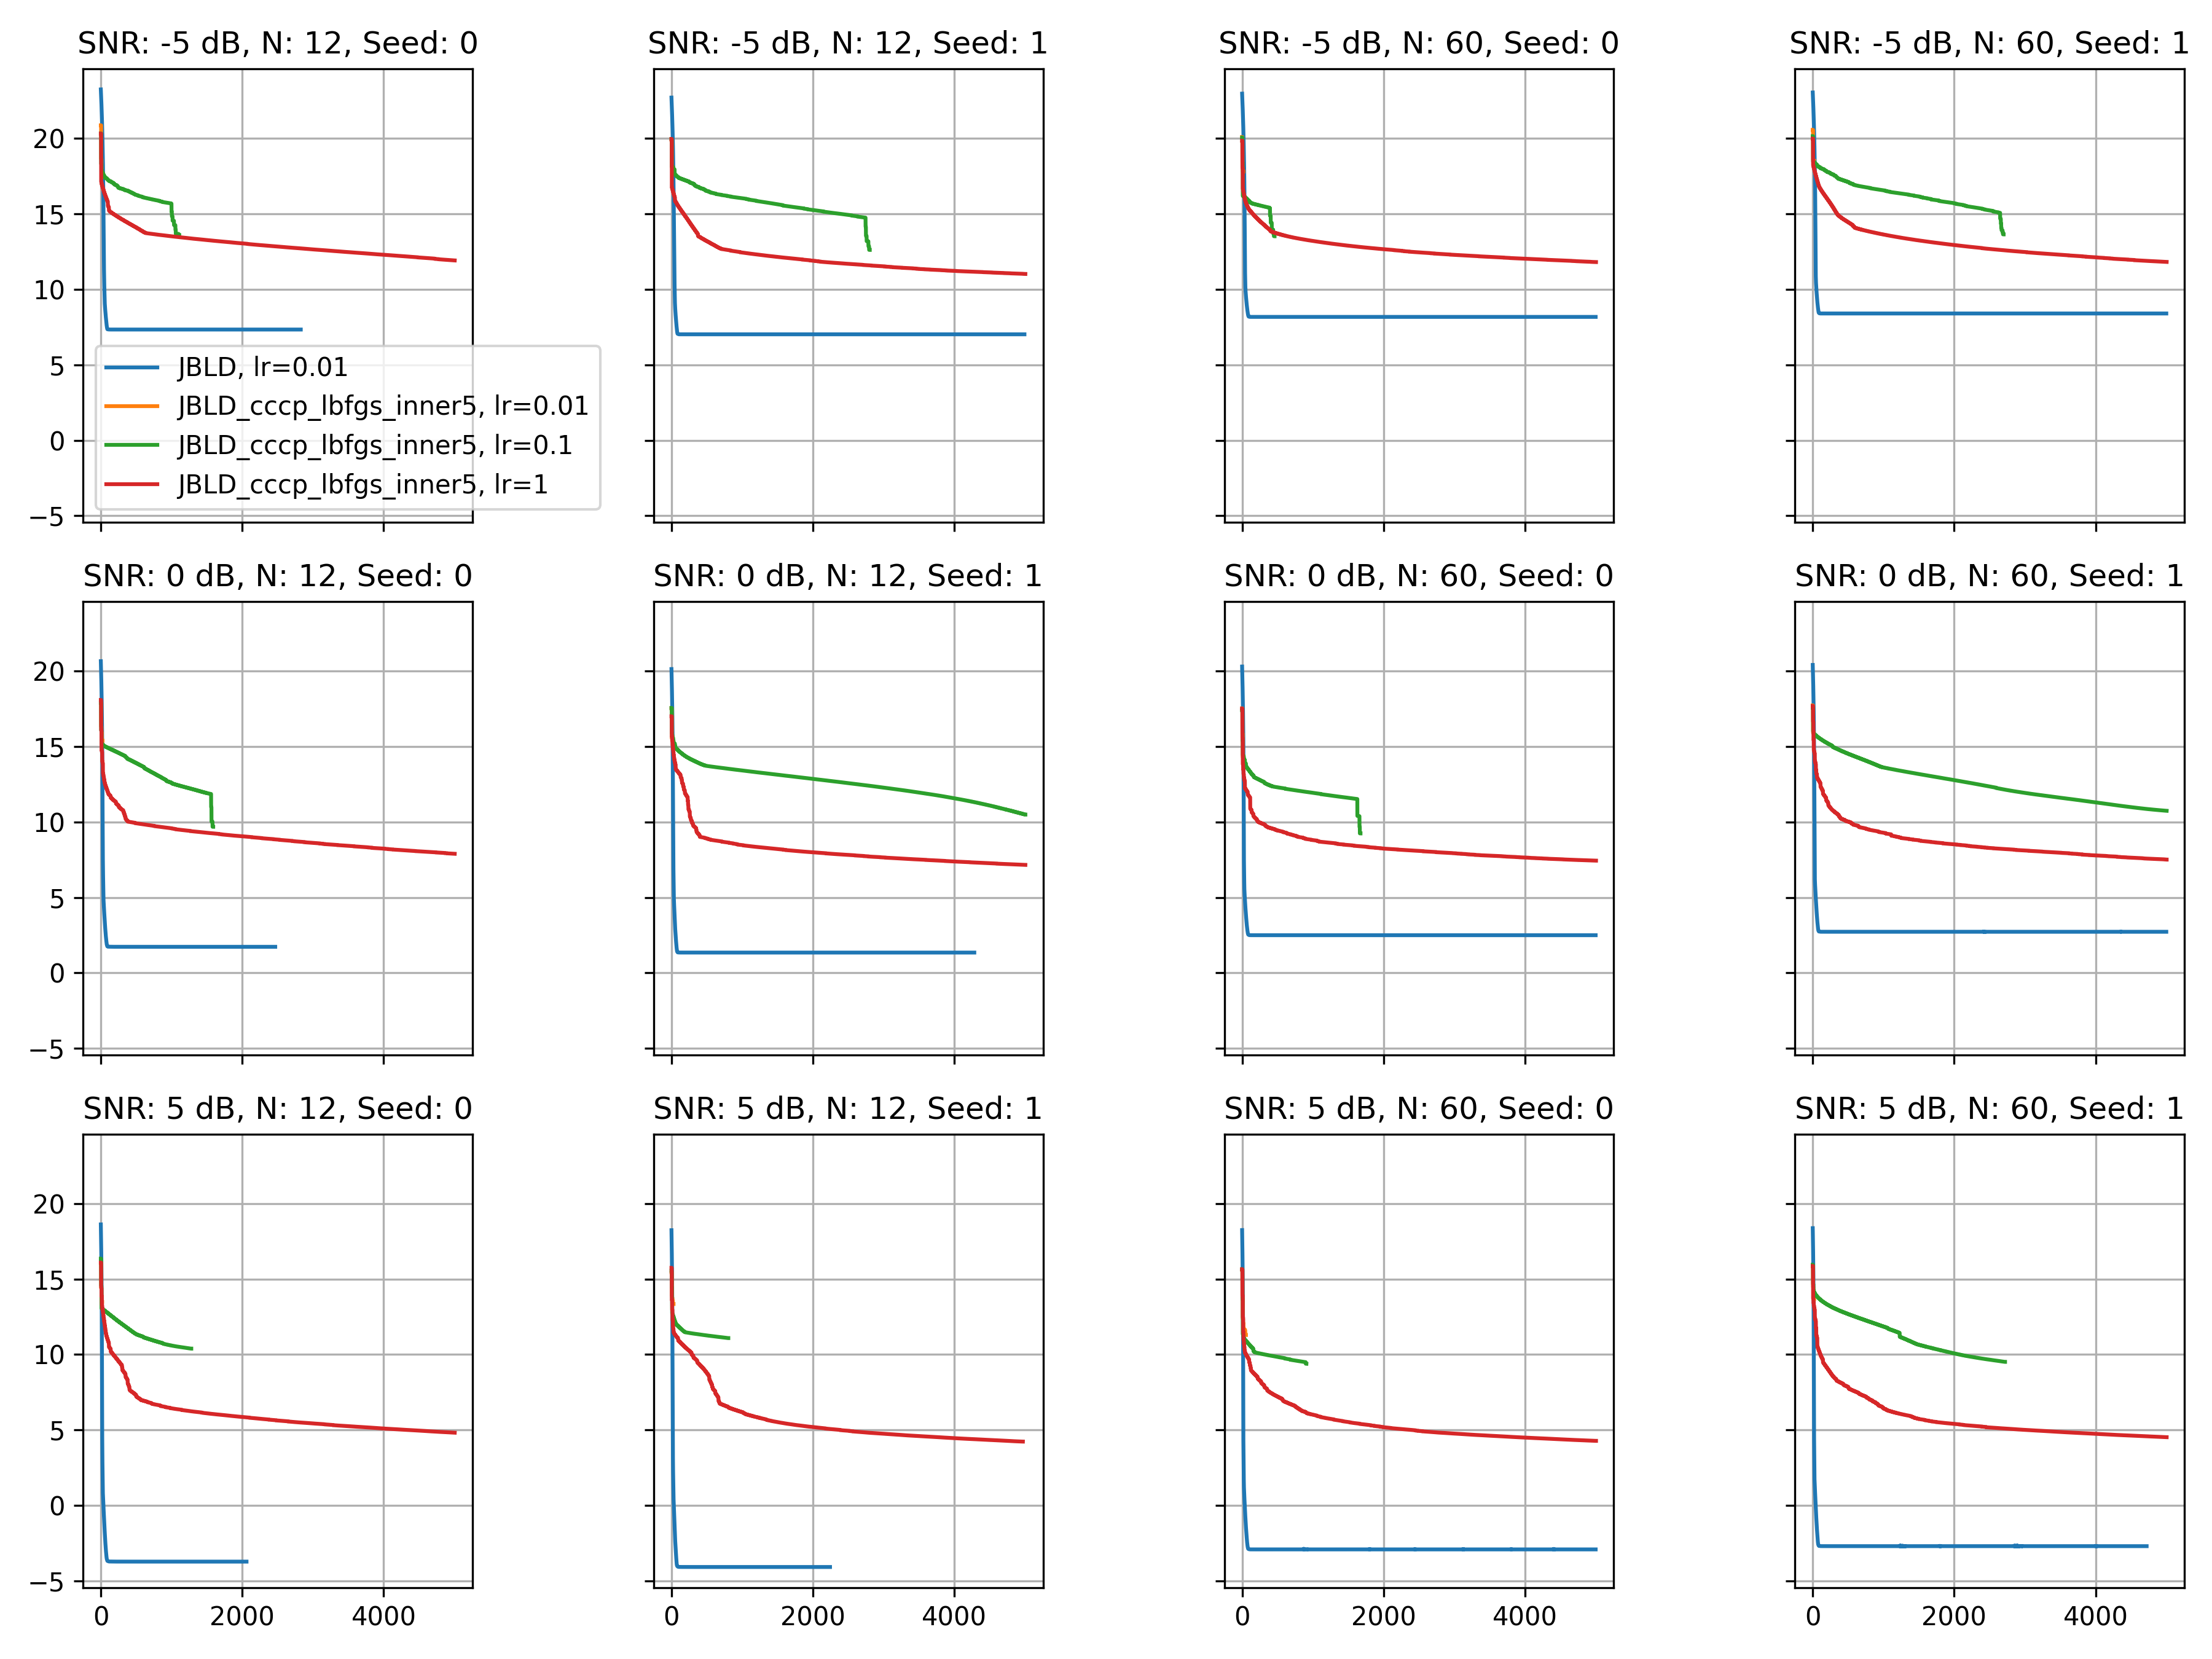 SNR: -5 dB, N: 12, Seed: 0
SNR: -5 dB, N: 12, Seed: 1
SNR: -5 dB, N: 60, Seed: 0
SNR: -5 dB, N: 60, Seed: 1
20
15
10
5
0
−5
JBLD, lr=0.01
JBLD_cccp_lbfgs_inner5, lr=0.01
JBLD_cccp_lbfgs_inner5, lr=0.1
JBLD_cccp_lbfgs_inner5, lr=1
SNR: 0 dB, N: 12, Seed: 0
SNR: 0 dB, N: 12, Seed: 1
SNR: 0 dB, N: 60, Seed: 0
SNR: 0 dB, N: 60, Seed: 1
20
15
10
5
0
−5
SNR: 5 dB, N: 12, Seed: 0
SNR: 5 dB, N: 12, Seed: 1
SNR: 5 dB, N: 60, Seed: 0
SNR: 5 dB, N: 60, Seed: 1
20
15
10
5
0
−5
0 2000 4000
0 2000 4000
0 2000 4000
0 2000 4000